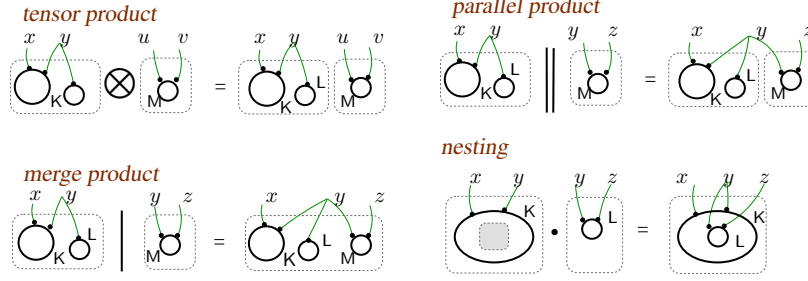 tensor product
x y u v x y u v
K M = K L M
parallel product
x y y z x y z
K L M = K L M
merge product
x y y z x y z
K L M = K L M
nesting
x y y z x y z
K • L = K L